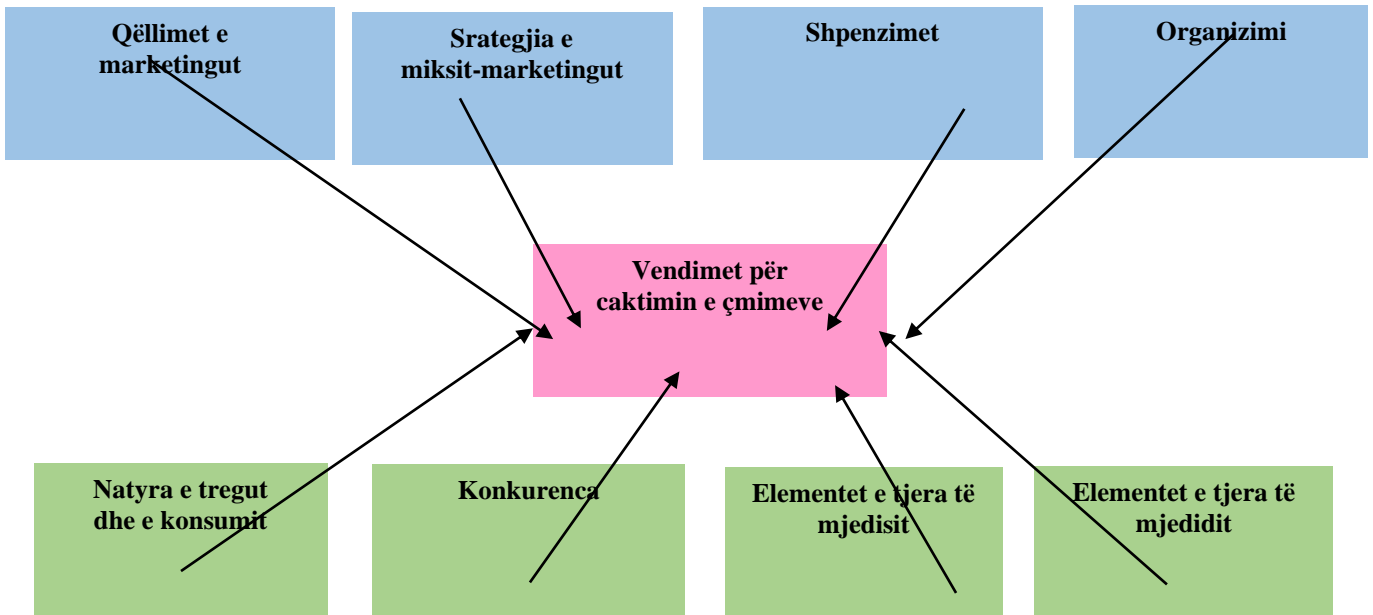 Qëllimet e
marketingut
Srategjia e
miksit-marketingut
Shpenzimet
Organizimi
Vendimet për
caktimin e çmimeve
Natyra e tregut
dhe e konsumit
Konkurenca
Elementet e tjera të
mjedisit
Elementet e tjera të
mjedidit